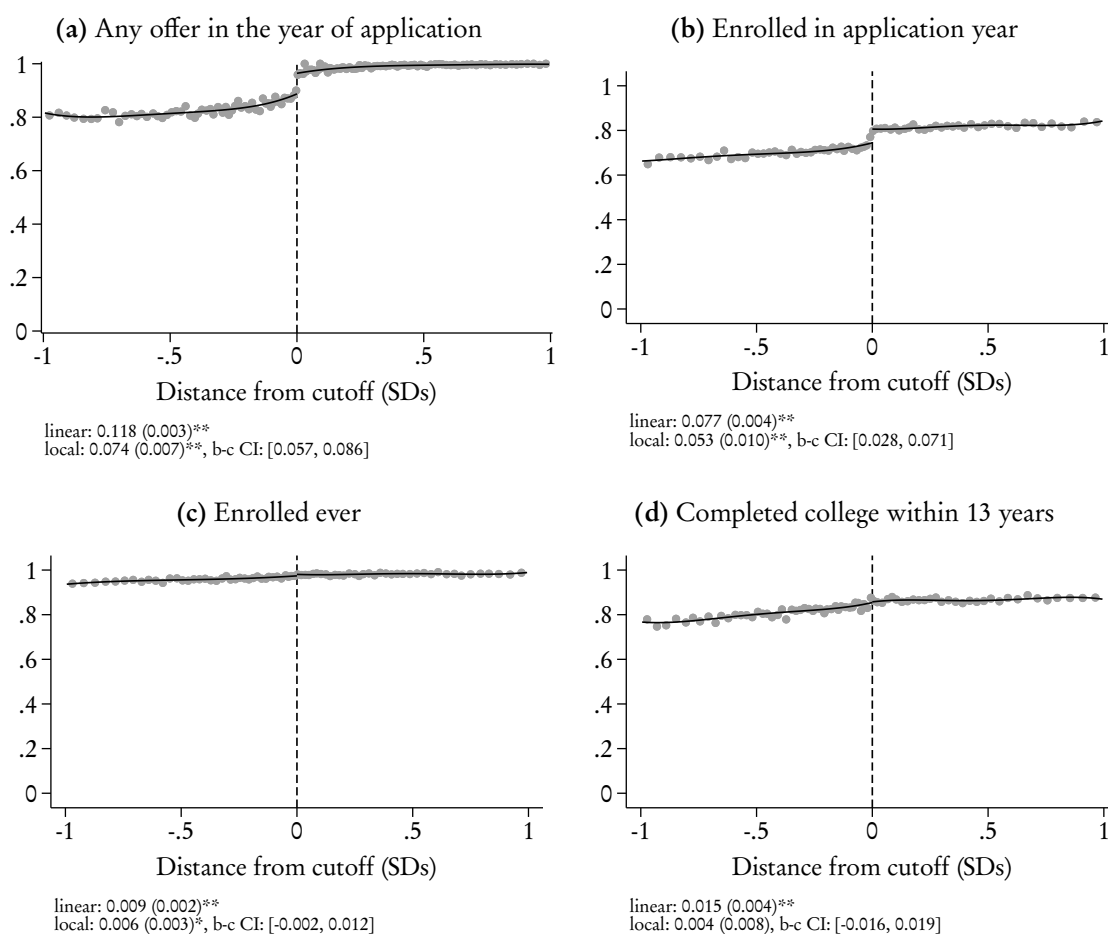 (a) Any offer in the year of application
1
.8
.6
.4
.2
0
-1
-.5
0
.5
1
Distance from cutoff (SDs)
linear: 0.118 (0.003)**
local: 0.074 (0.007)**, b-c CI: [0.057, 0.086]
(b) Enrolled in application year
1
.8
.6
.4
.2
0
-1
-.5
0
.5
1
Distance from cutoff (SDs)
linear: 0.077 (0.004)**
local: 0.053 (0.010)**, b-c CI: [0.028, 0.071]
(c) Enrolled ever
1
.8
.6
.4
.2
0
-1
-.5
0
.5
1
Distance from cutoff (SDs)
linear: 0.009 (0.002)**
local: 0.006 (0.003)*, b-c CI: [-0.002, 0.012]
(d) Completed college within 13 years
1
.8
.6
.4
.2
0
-1
-.5
0
.5
1
Distance from cutoff (SDs)
linear: 0.015 (0.004)**
local: 0.004 (0.008), b-c CI: [-0.016, 0.019]